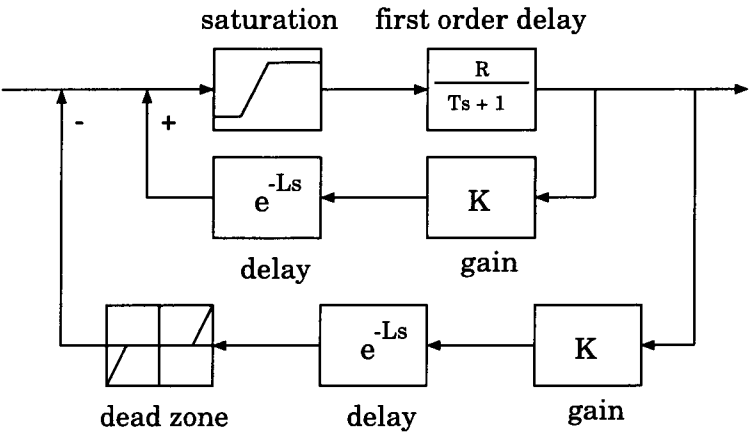 saturation
first order delay
R
Ts + 1
-
+
e^-Ls
K
delay
gain
e^-Ls
K
dead zone
delay
gain